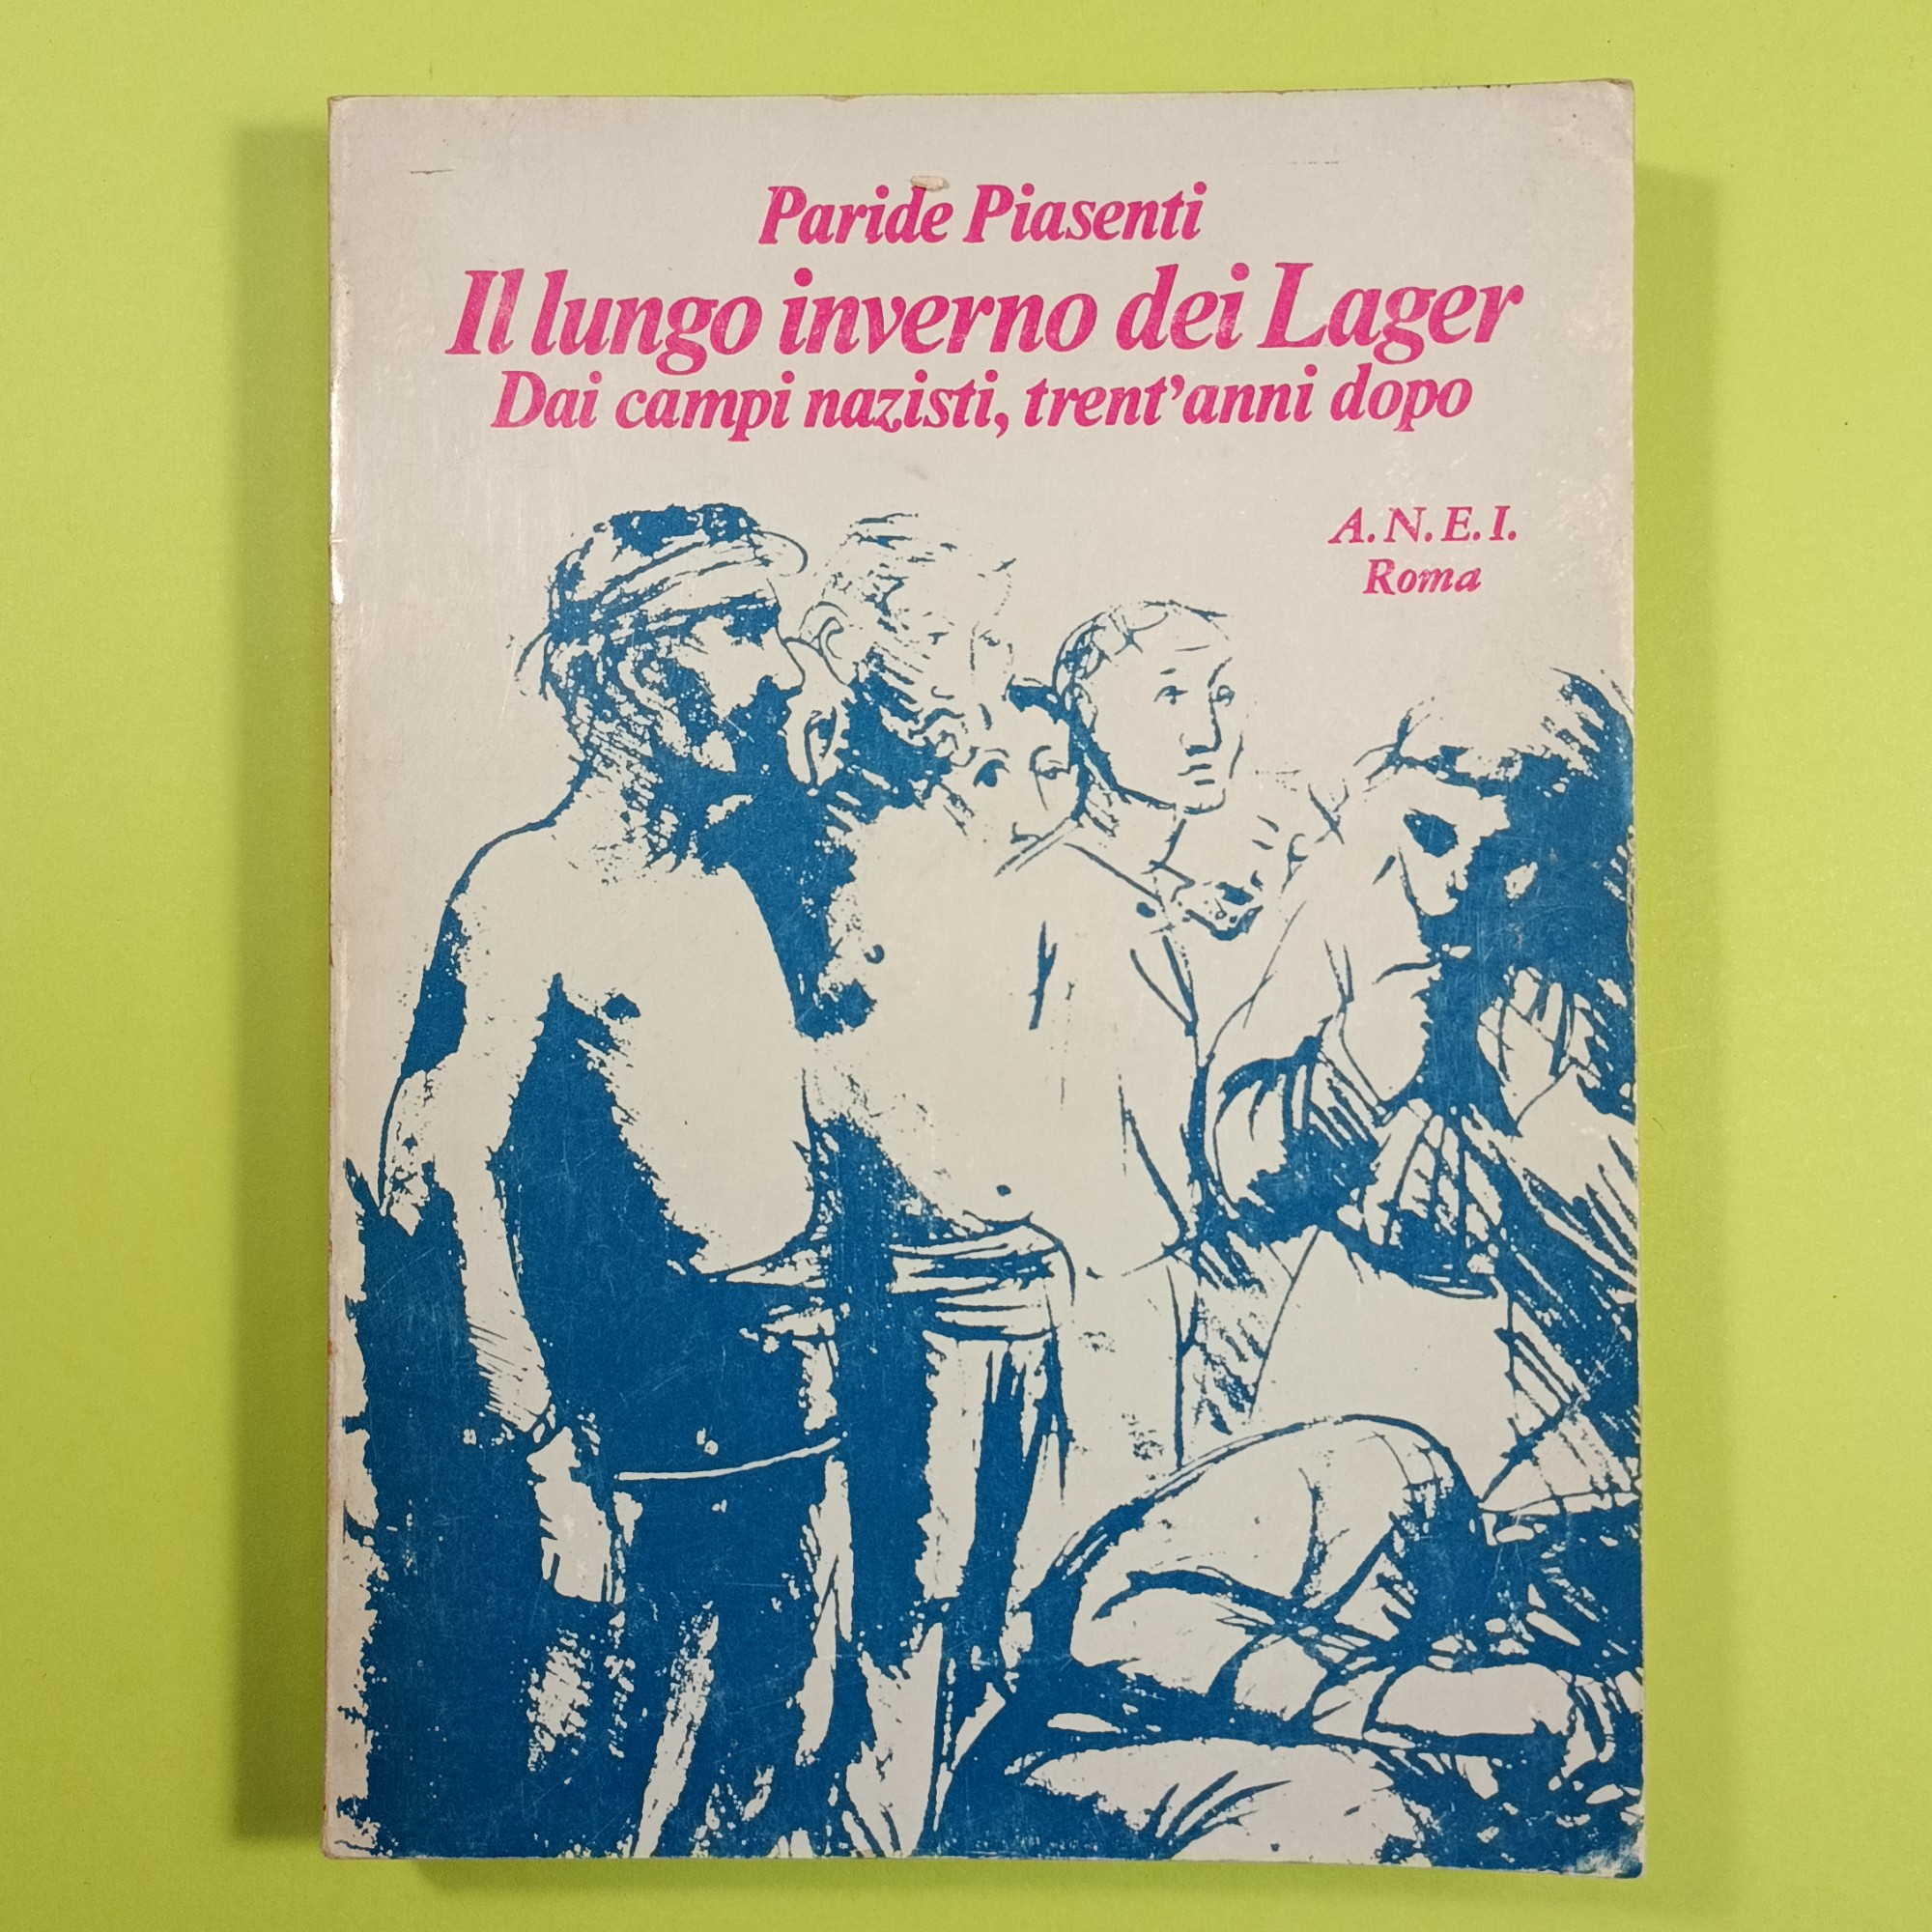 Paride Piasenti
Il lungo inverno dei Lager
Dai campi nazisti, trent'anni dopo
A.N.E.I.
Roma